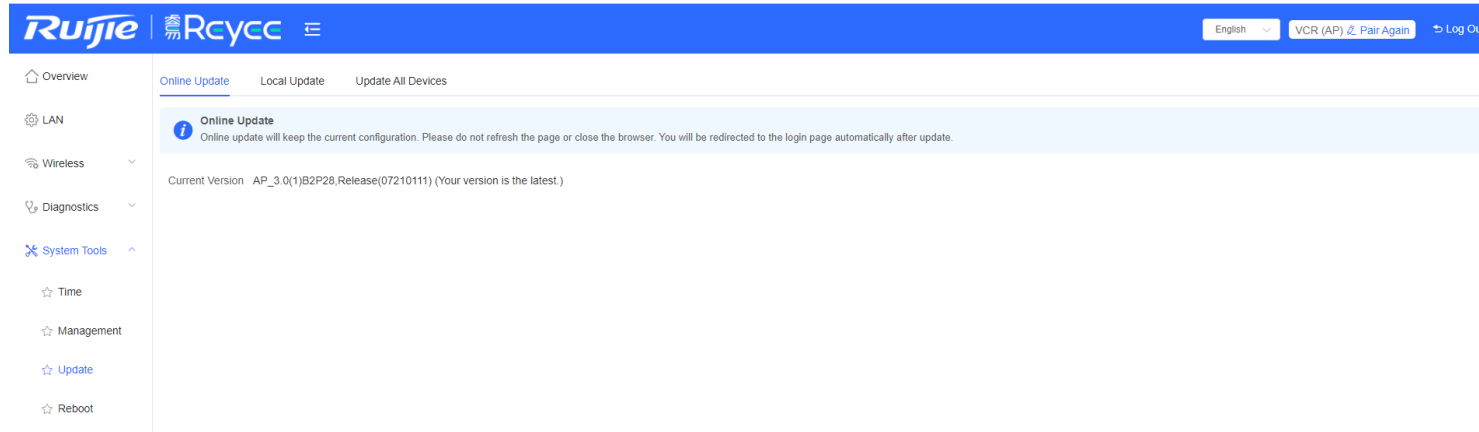 Ruijie 睿易 Reyee English VCR (AP) Pair Again
Overview
Online Update Local Update Update All Devices
LAN
Online Update
Online update will keep the current configuration. Please do not refresh the page or close the browser. You will be redirected to the login page automatically after update.
Wireless
Current Version AP_3.0(1)B2P28,Release(07210111) (Your version is the latest.)
Diagnostics
System Tools
Time
Management
Update
Reboot